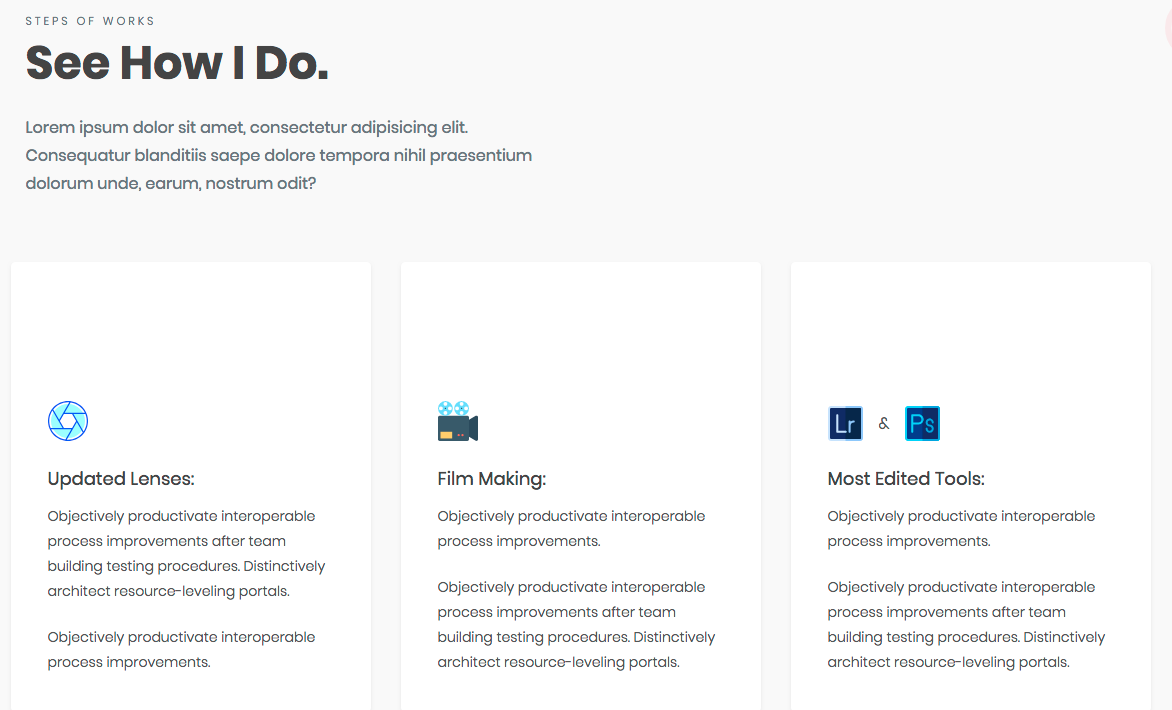 STEPS OF WORKS
See How I Do.
Lorem ipsum dolor sit amet, consectetur adipisicing elit.
Consequatur blanditiis saepe dolore tempora nihil praesentium
dolorum unde, earum, nostrum odit?
Updated Lenses:
Objectively productivate interoperable
process improvements after team
building testing procedures. Distinctively
architect resource-leveling portals.
Objectively productivate interoperable
process improvements.
Film Making:
Objectively productivate interoperable
process improvements.
Objectively productivate interoperable
process improvements after team
building testing procedures. Distinctively
architect resource-leveling portals.
Lr & Ps
Most Edited Tools:
Objectively productivate interoperable
process improvements.
Objectively productivate interoperable
process improvements after team
building testing procedures. Distinctively
architect resource-leveling portals.